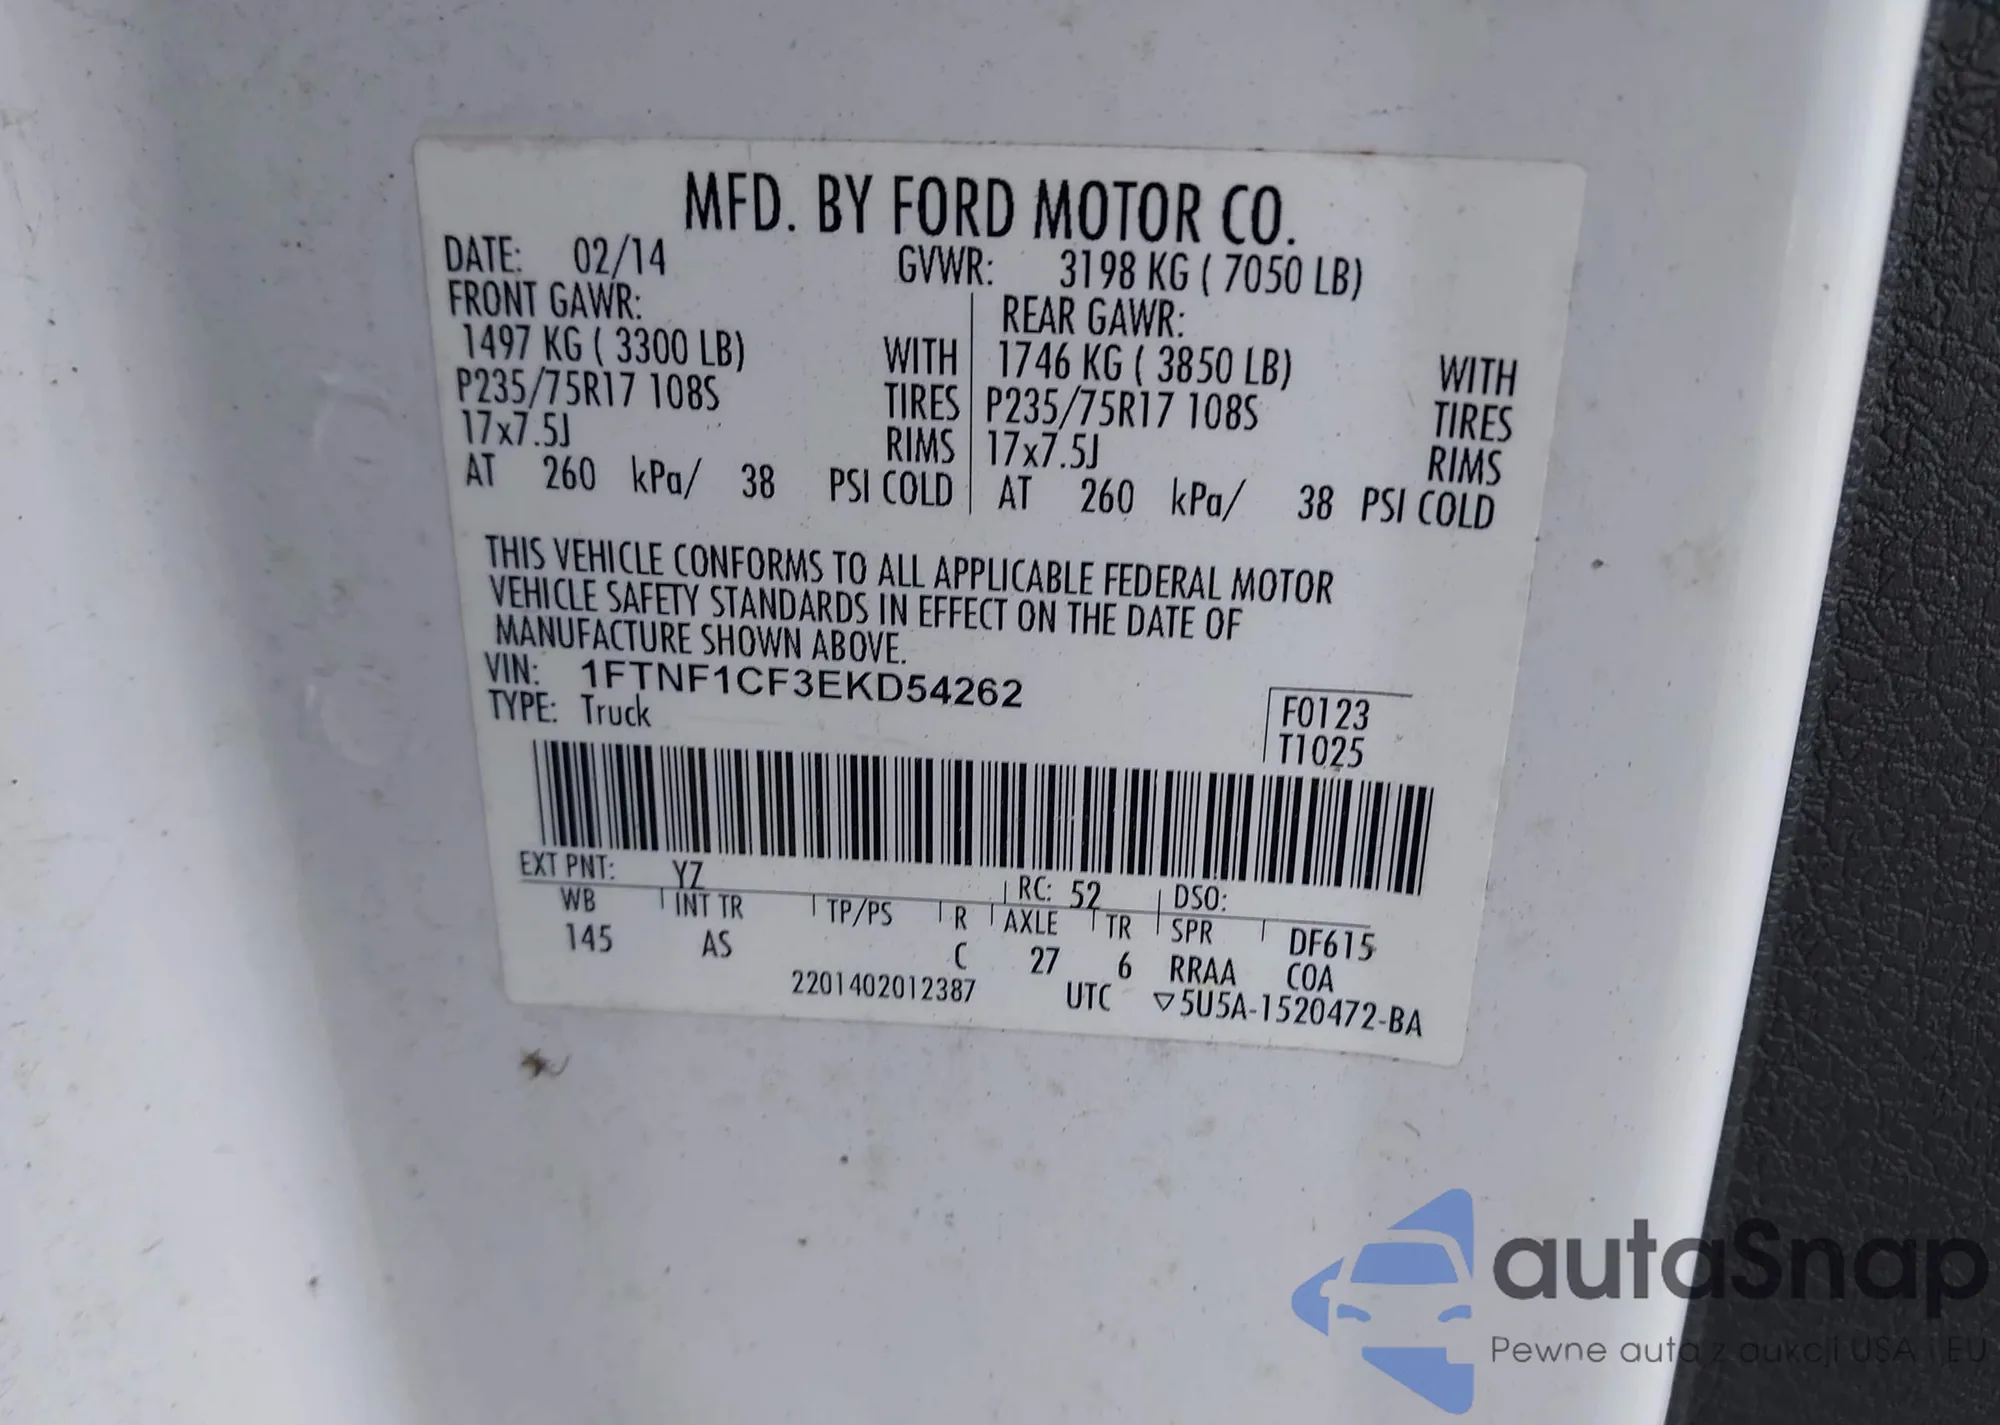 MFD. BY FORD MOTOR CO.
DATE: 02/14 GVWR: 3198 KG ( 7050 LB)
FRONT GAWR: REAR GAWR:
1497 KG ( 3300 LB) WITH 1746 KG ( 3850 LB) WITH
P235/75R17 108S TIRES P235/75R17 108S TIRES
17x7.5J RIMS 17x7.5J RIMS
AT 260 kPa/ 38 PSI COLD AT 260 kPa/ 38 PSI COLD
THIS VEHICLE CONFORMS TO ALL APPLICABLE FEDERAL MOTOR
VEHICLE SAFETY STANDARDS IN EFFECT ON THE DATE OF
MANUFACTURE SHOWN ABOVE.
VIN: 1FTNF1CF3EKD54262
TYPE: Truck
F0123
T1025
EXT PNT: YZ RC: 52 DSO:
WB INT TR TP/PS R AXLE TR SPR DF615
145 AS C 27 6 RRAA COA
2201402012387 UTC ▽5U5A-1520472-BA
autaSnap
Pewne auta z aukcji USA i EU